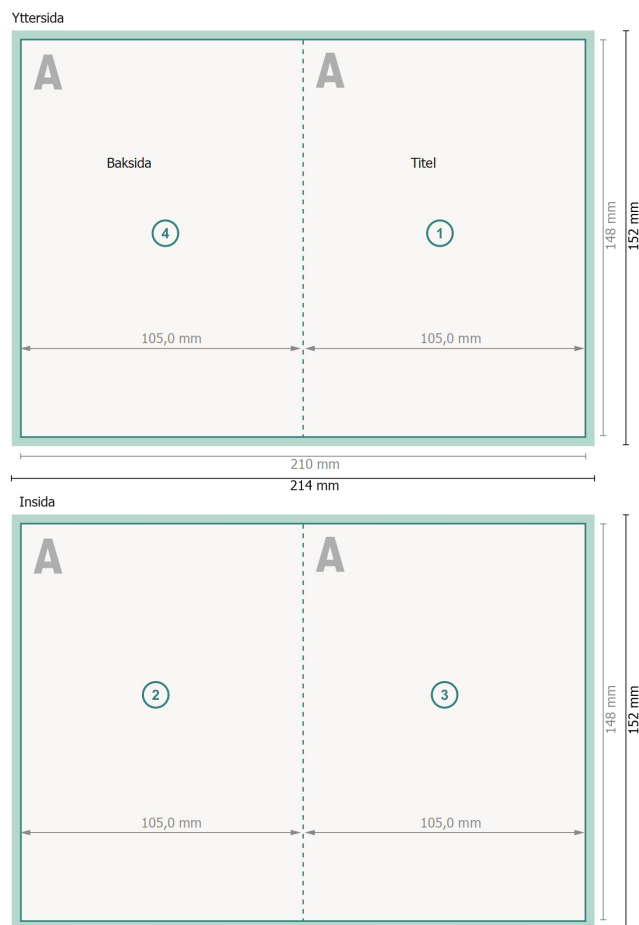 Yttersida
A
A
Baksida
Titel
4
1
148 mm
152 mm
105,0 mm
105,0 mm
210 mm
214 mm
Insida
A
A
2
3
148 mm
152 mm
105,0 mm
105,0 mm